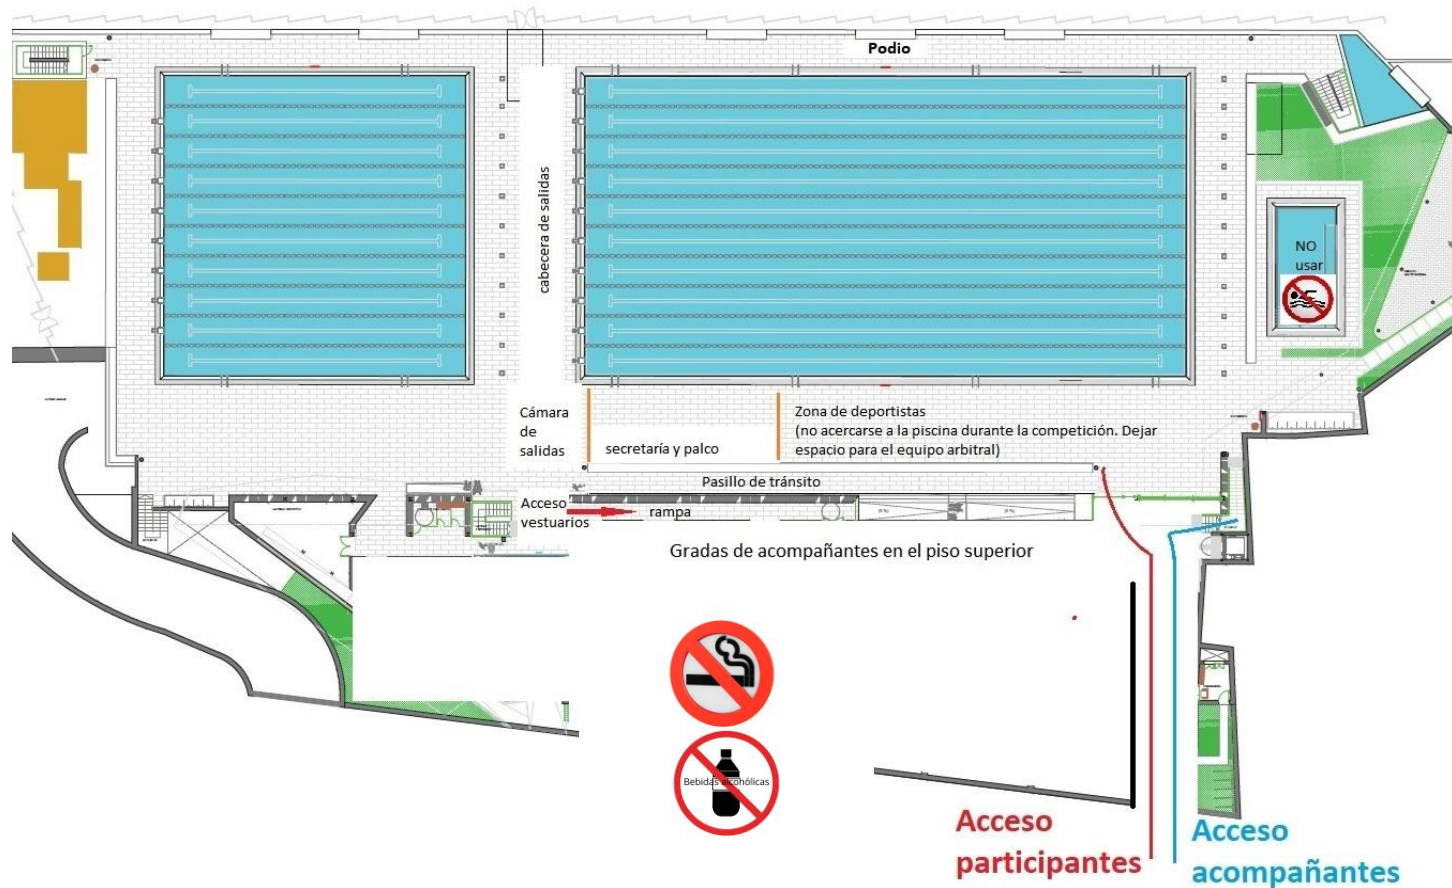 Podio
cabecera de salidas
NO
usar
Cámara
de
salidas
secretaría y palco
Zona de deportistas
(no acercarse a la piscina durante la competición. Dejar
espacio para el equipo arbitral)
Pasillo de tránsito
Acceso
vestuarios
rampa
Gradas de acompañantes en el piso superior
Bebidas alcohólicas
Acceso
participantes
Acceso
acompañantes